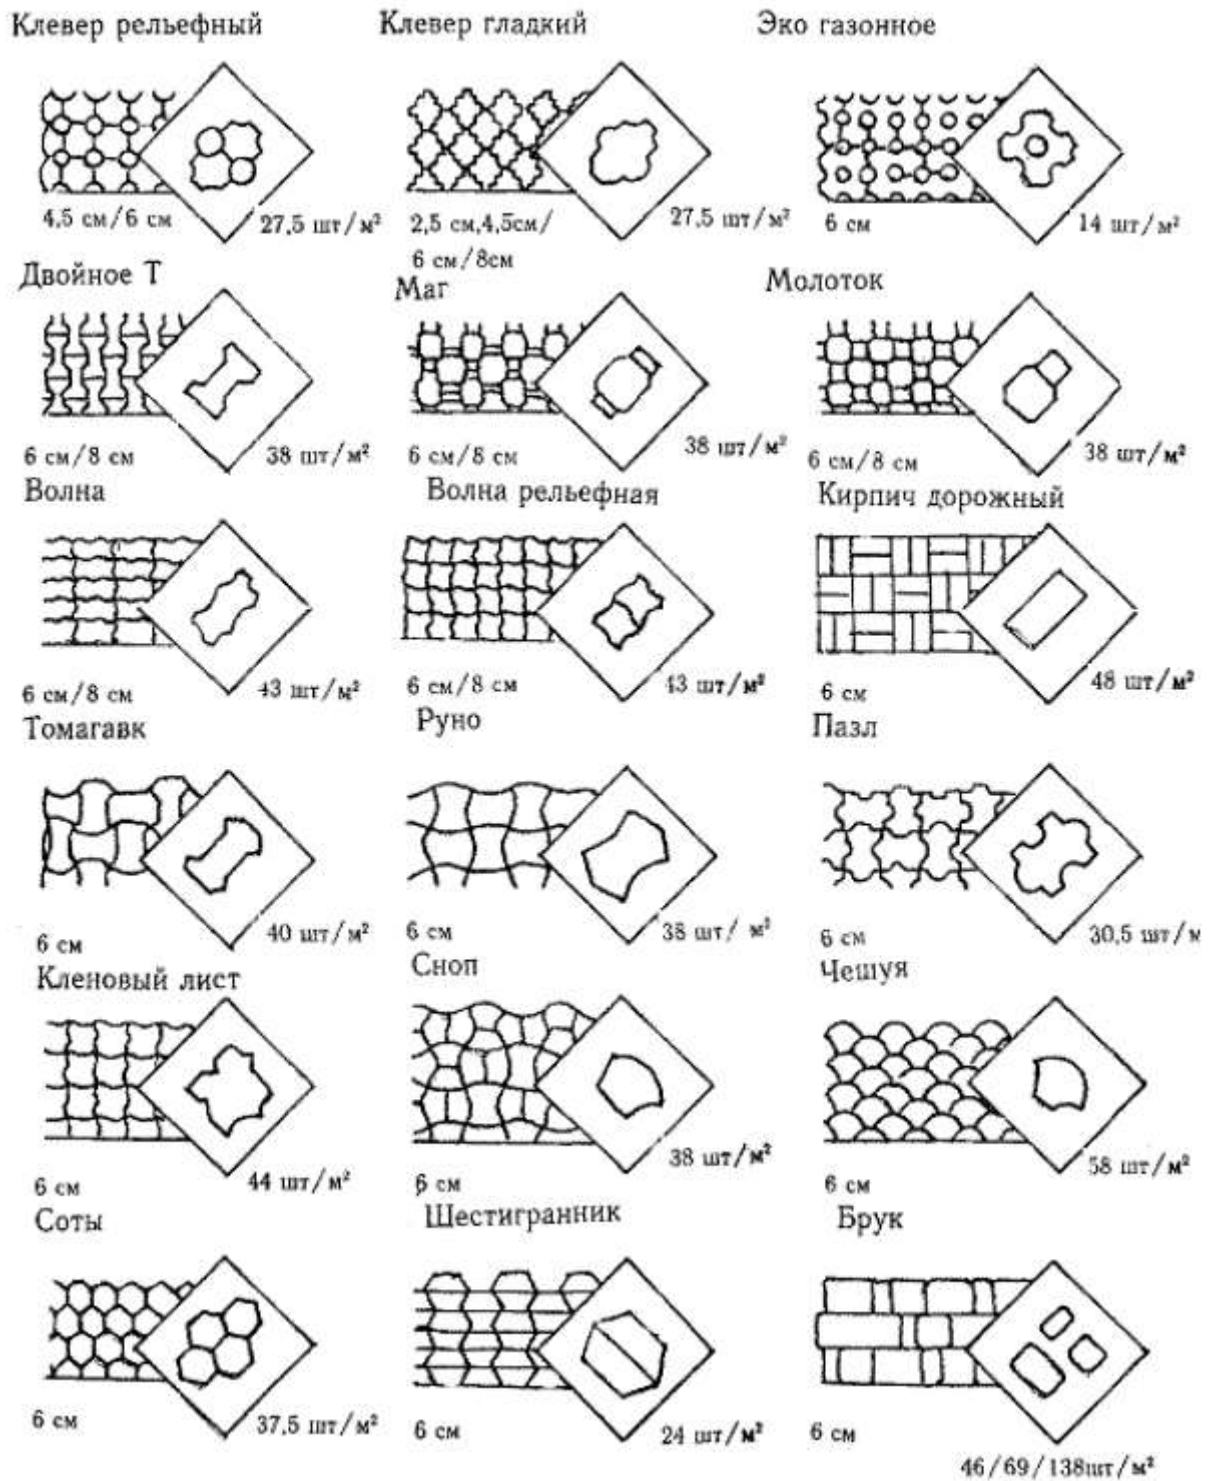 Клевер рельефный
Клевер гладкий
Эко газонное
4,5 см/6 см
27,5 шт/м²
2,5 см,4,5см/
6 см/8см
27,5 шт/м²
6 см
14 шт/м²
Двойное Т
Маг
Молоток
6 см/8 см
38 шт/м²
6 см/8 см
38 шт/м²
6 см/8 см
38 шт/м²
Волна
Волна рельефная
Кирпич дорожный
6 см/8 см
43 шт/м²
6 см/8 см
43 шт/м²
6 см
48 шт/м²
Томагавк
Руно
Пазл
6 см
40 шт/м²
6 см
38 шт/ м²
6 см
30,5 шт/м
Кленовый лист
Сноп
Чешуя
6 см
44 шт/м²
6 см
38 шт/м²
6 см
58 шт/м²
Соты
Шестигранник
Брук
6 см
37,5 шт/м²
6 см
24 шт/м²
6 см
46/69/138шт/м²